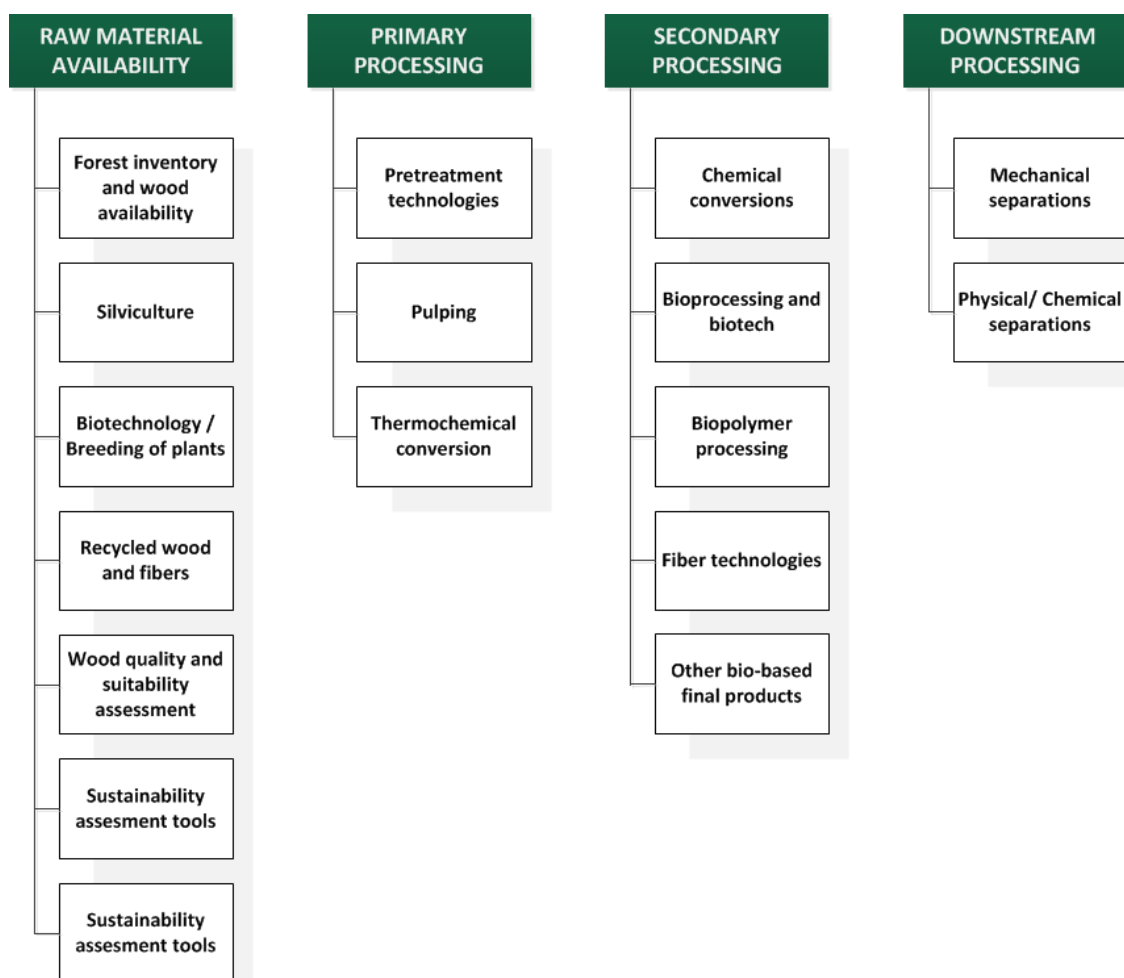 RAW MATERIAL
AVAILABILITY
Forest inventory
and wood
availability
Silviculture
Biotechnology /
Breeding of plants
Recycled wood
and fibers
Wood quality and
suitability
assessment
Sustainability
assesment tools
Sustainability
assesment tools
PRIMARY
PROCESSING
Pretreatment
technologies
Pulping
Thermochemical
conversion
SECONDARY
PROCESSING
Chemical
conversions
Bioprocessing and
biotech
Biopolymer
processing
Fiber technologies
Other bio-based
final products
DOWNSTREAM
PROCESSING
Mechanical
separations
Physical/ Chemical
separations